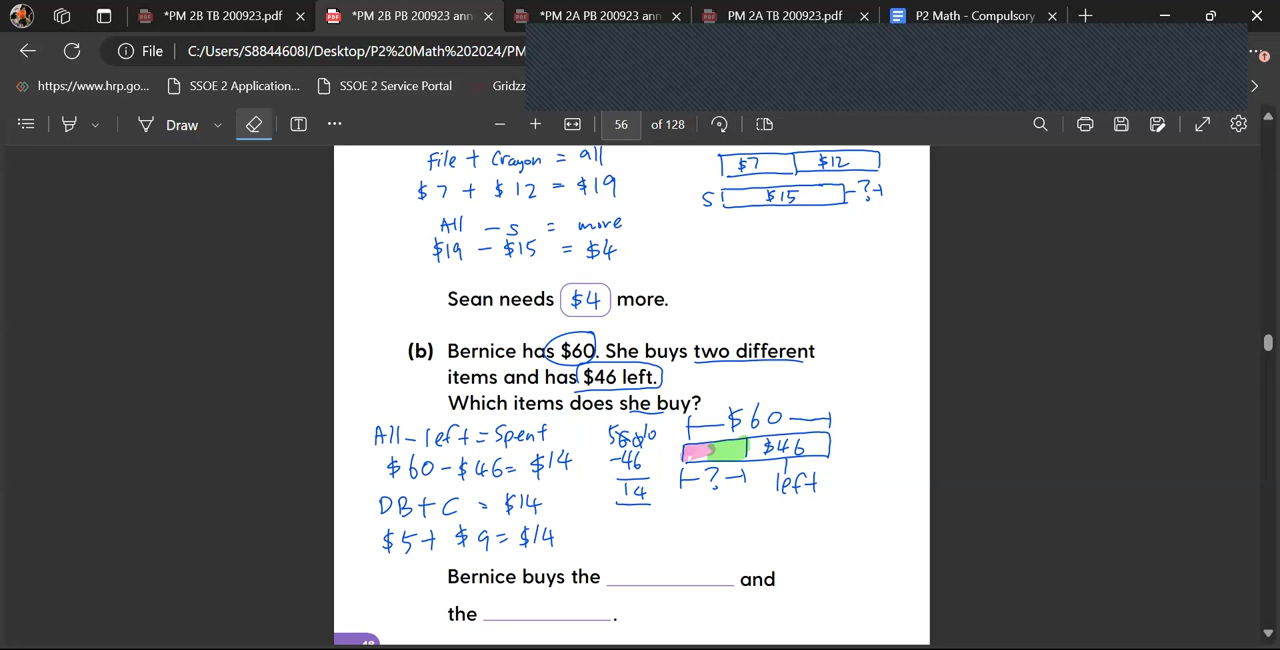 *PM 2B TB 200923.pdf
*PM 2B PB 200923 ann
*PM 2A PB 200923 ann
PM 2A TB 200923.pdf
P2 Math - Compulsory
File
C:/Users/S8844608I/Desktop/P2%20Math%202024/PM
https://www.hrp.go...
SSOE 2 Application...
SSOE 2 Service Portal
Gridzz
Draw
56 of 128
File + Crayon = all
$7 + $12 = $19
$7 $12
S $15 ?
All - S = more
$19 - $15 = $4
Sean needs $4 more.
(b) Bernice has $60. She buys two different
items and has $46 left.
Which items does she buy?
$60
All - left = Spent
$46
$60 - $46 = $14
-46
? left
14
DB + C = $14
$5 + $9 = $14
Bernice buys the
and
the
.